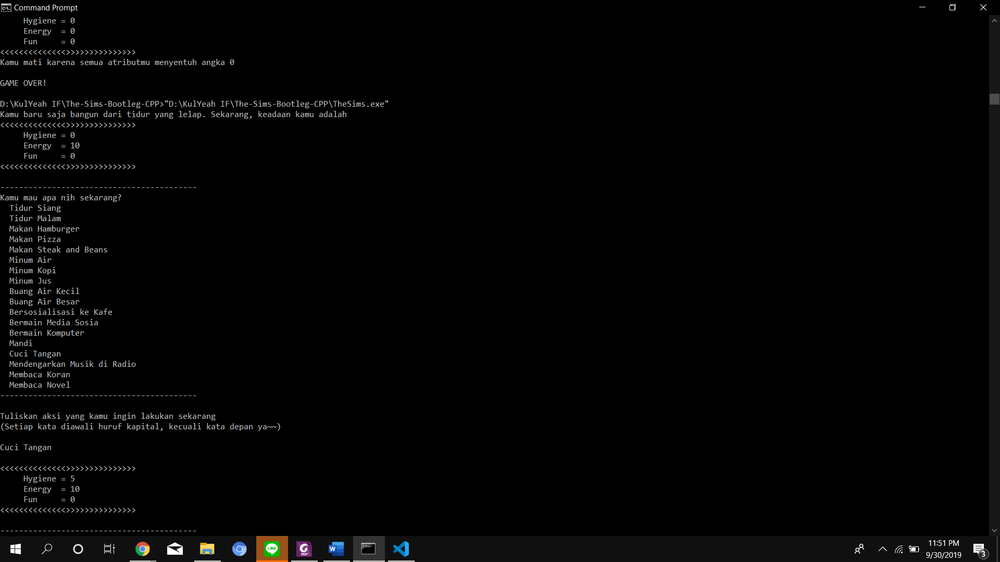 Command Prompt
Hygiene = 0
Energy  = 0
Fun     = 0
<<<<<<<<<<<<<<>>>>>>>>>>>>>>>
Kamu mati karena semua atributmu menyentuh angka 0
GAME OVER!
D:\KulYeah IF\The-Sims-Bootleg-CPP>"D:\KulYeah IF\The-Sims-Bootleg-CPP\TheSims.exe"
Kamu baru saja bangun dari tidur yang lelap. Sekarang, keadaan kamu adalah
<<<<<<<<<<<<<<>>>>>>>>>>>>>>>
Hygiene = 0
Energy  = 10
Fun     = 0
<<<<<<<<<<<<<<>>>>>>>>>>>>>>>
------------------------------------------
Kamu mau apa nih sekarang?
Tidur Siang
Tidur Malam
Makan Hamburger
Makan Pizza
Makan Steak and Beans
Minum Air
Minum Kopi
Minum Jus
Buang Air Kecil
Buang Air Besar
Bersosialisasi ke Kafe
Bermain Media Sosia
Bermain Komputer
Mandi
Cuci Tangan
Mendengarkan Musik di Radio
Membaca Koran
Membaca Novel
------------------------------------------
Tuliskan aksi yang kamu ingin lakukan sekarang
(Setiap kata diawali huruf kapital, kecuali kata depan ya~~)
Cuci Tangan
<<<<<<<<<<<<<<>>>>>>>>>>>>>>>
Hygiene = 5
Energy  = 10
Fun     = 0
<<<<<<<<<<<<<<>>>>>>>>>>>>>>>
------------------------------------------
LINE
PDF
W
11:51 PM
9/30/2019
3